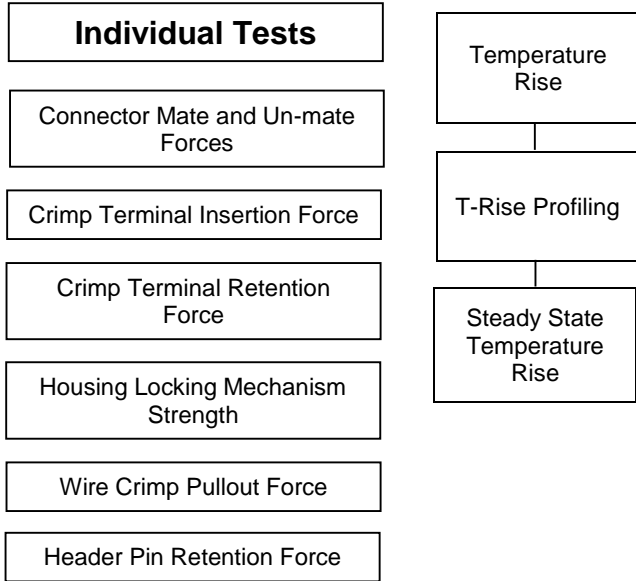 Individual Tests
Connector Mate and Un-mate
Forces
Crimp Terminal Insertion Force
Crimp Terminal Retention
Force
Housing Locking Mechanism
Strength
Wire Crimp Pullout Force
Header Pin Retention Force
Temperature
Rise
T-Rise Profiling
Steady State
Temperature
Rise